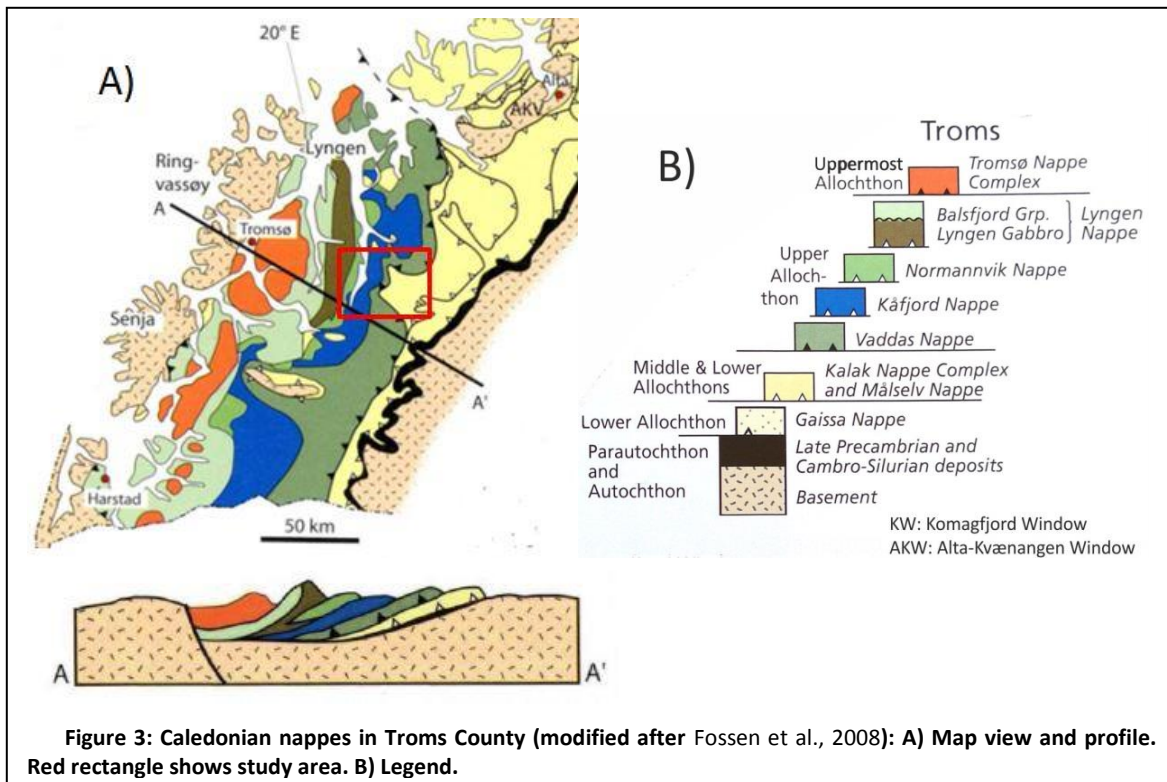 A)
20° E
Alta
AKV
Lyngen
Ring-
vassøy
A
Tromsø
Senja
A'
Harstad
50 km
A
A'
B)
Troms
Uppermost
Allochthon
Tromsø Nappe
Complex
Balsfjord Grp.
Lyngen Gabbro
Lyngen
Nappe
Upper
Alloch-
thon
Normannvik Nappe
Kåfjord Nappe
Vaddas Nappe
Middle & Lower
Allochthons
Kalak Nappe Complex
and Målselv Nappe
Lower Allochthon
Gaissa Nappe
Parautochthon
and
Autochthon
Late Precambrian and
Cambro-Silurian deposits
Basement
KW: Komagfjord Window
AKW: Alta-Kvænangen Window
Figure 3: Caledonian nappes in Troms County (modified after Fossen et al., 2008): A) Map view and profile.
Red rectangle shows study area. B) Legend.